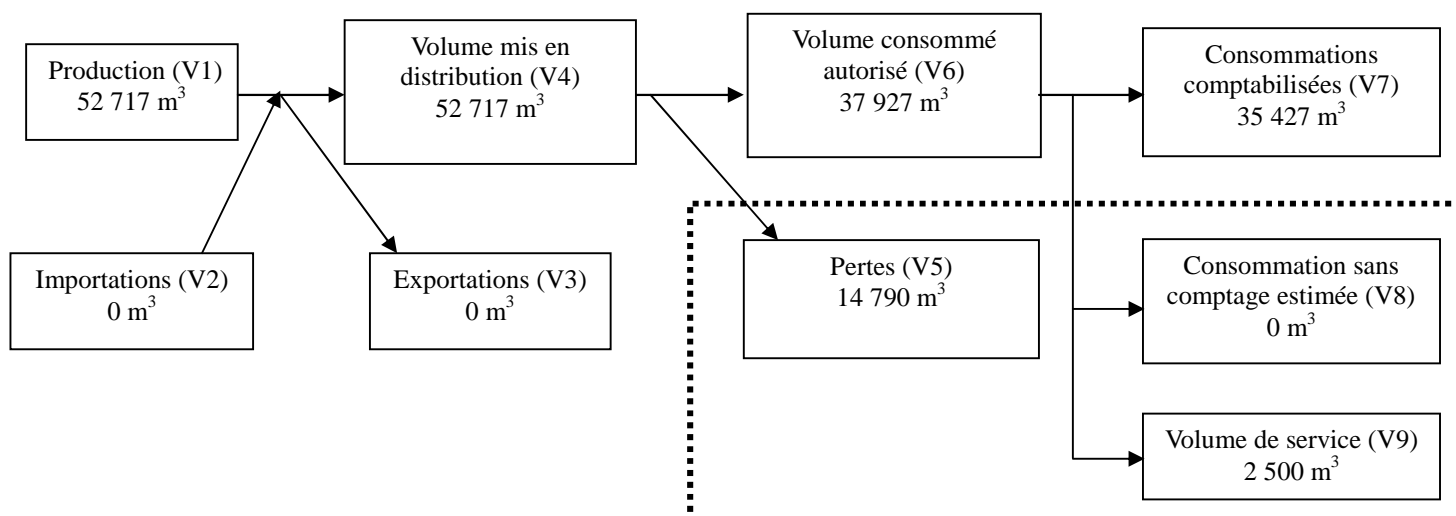 Production (V1)
52 717 m³
Volume mis en
distribution (V4)
52 717 m³
Volume consommé
autorisé (V6)
37 927 m³
Consommations
comptabilisées (V7)
35 427 m³
Importations (V2)
0 m³
Exportations (V3)
0 m³
Pertes (V5)
14 790 m³
Consommation sans
comptage estimée (V8)
0 m³
Volume de service (V9)
2 500 m³